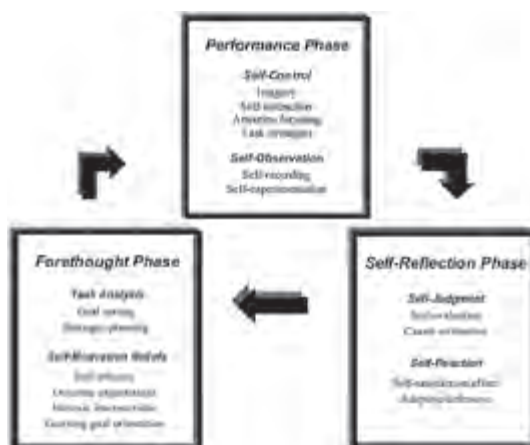 Performance Phase
Self-Control
Imagery
Self-instruction
Attention focusing
Task strategies
Self-Observation
Self-recording
Self-experimentation
Forethought Phase
Task Analysis
Goal setting
Strategic planning
Self-Motivation Beliefs
Self-efficacy
Outcome expectations
Intrinsic interest/value
Learning goal orientation
Self-Reflection Phase
Self-Judgment
Self-evaluation
Causal attribution
Self-Reaction
Self-satisfaction/affect
Adaptive/defensive